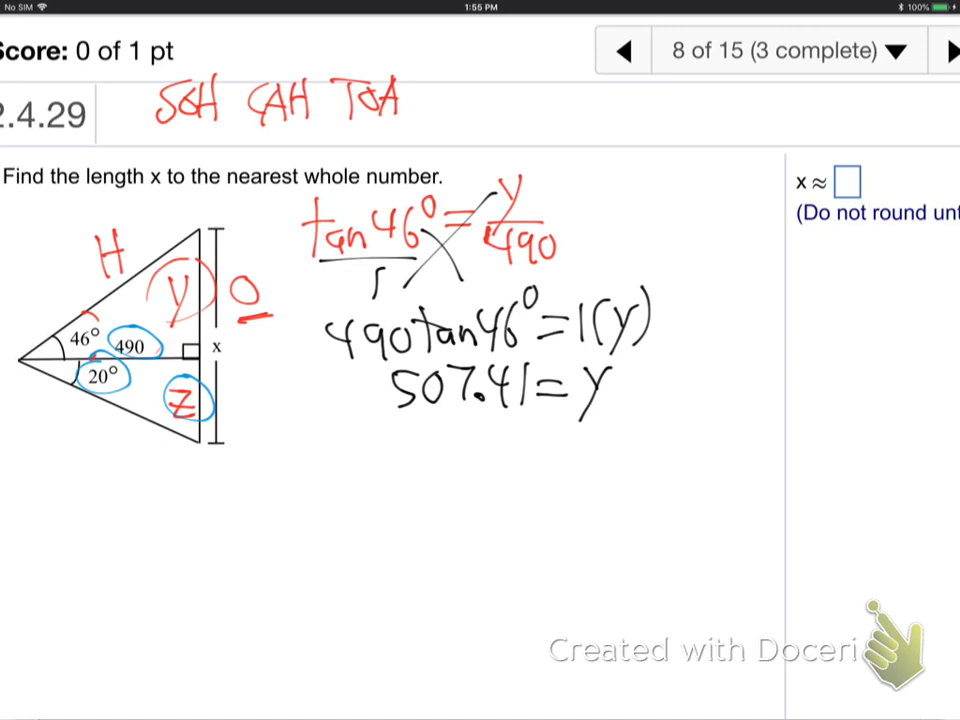 No SIM 1:55 PM 100%
Score: 0 of 1 pt 8 of 15 (3 complete)
2.4.29 SOH CAH TOA
Find the length x to the nearest whole number.
x ≈
(Do not round unt
H
y
O
46°
490
x
20°
Z
tan 46° = y/490
1
490 tan 46° = 1(y)
507.41 = y
Created with Doceri